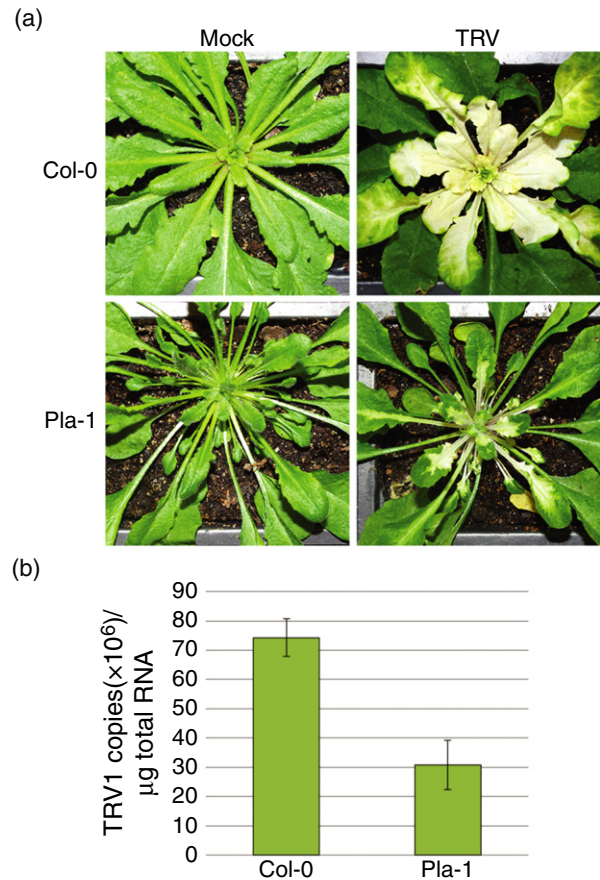 (a)
Mock TRV
Col-0
Pla-1
(b)
TRV1 copies(×10⁶)/
µg total RNA
90
80
70
60
50
40
30
20
10
0
Col-0 Pla-1